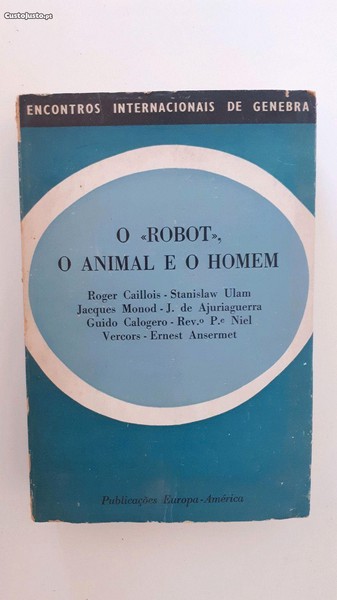 CustoJusto.pt
ENCONTROS INTERNACIONAIS DE GENEBRA
O «ROBOT»,
O ANIMAL E O HOMEM
Roger Caillois - Stanislaw Ulam
Jacques Monod - J. de Ajuriaguerra
Guido Calogero - Rev.º P.e Niel
Vercors - Ernest Ansermet
Publicações Europa-América